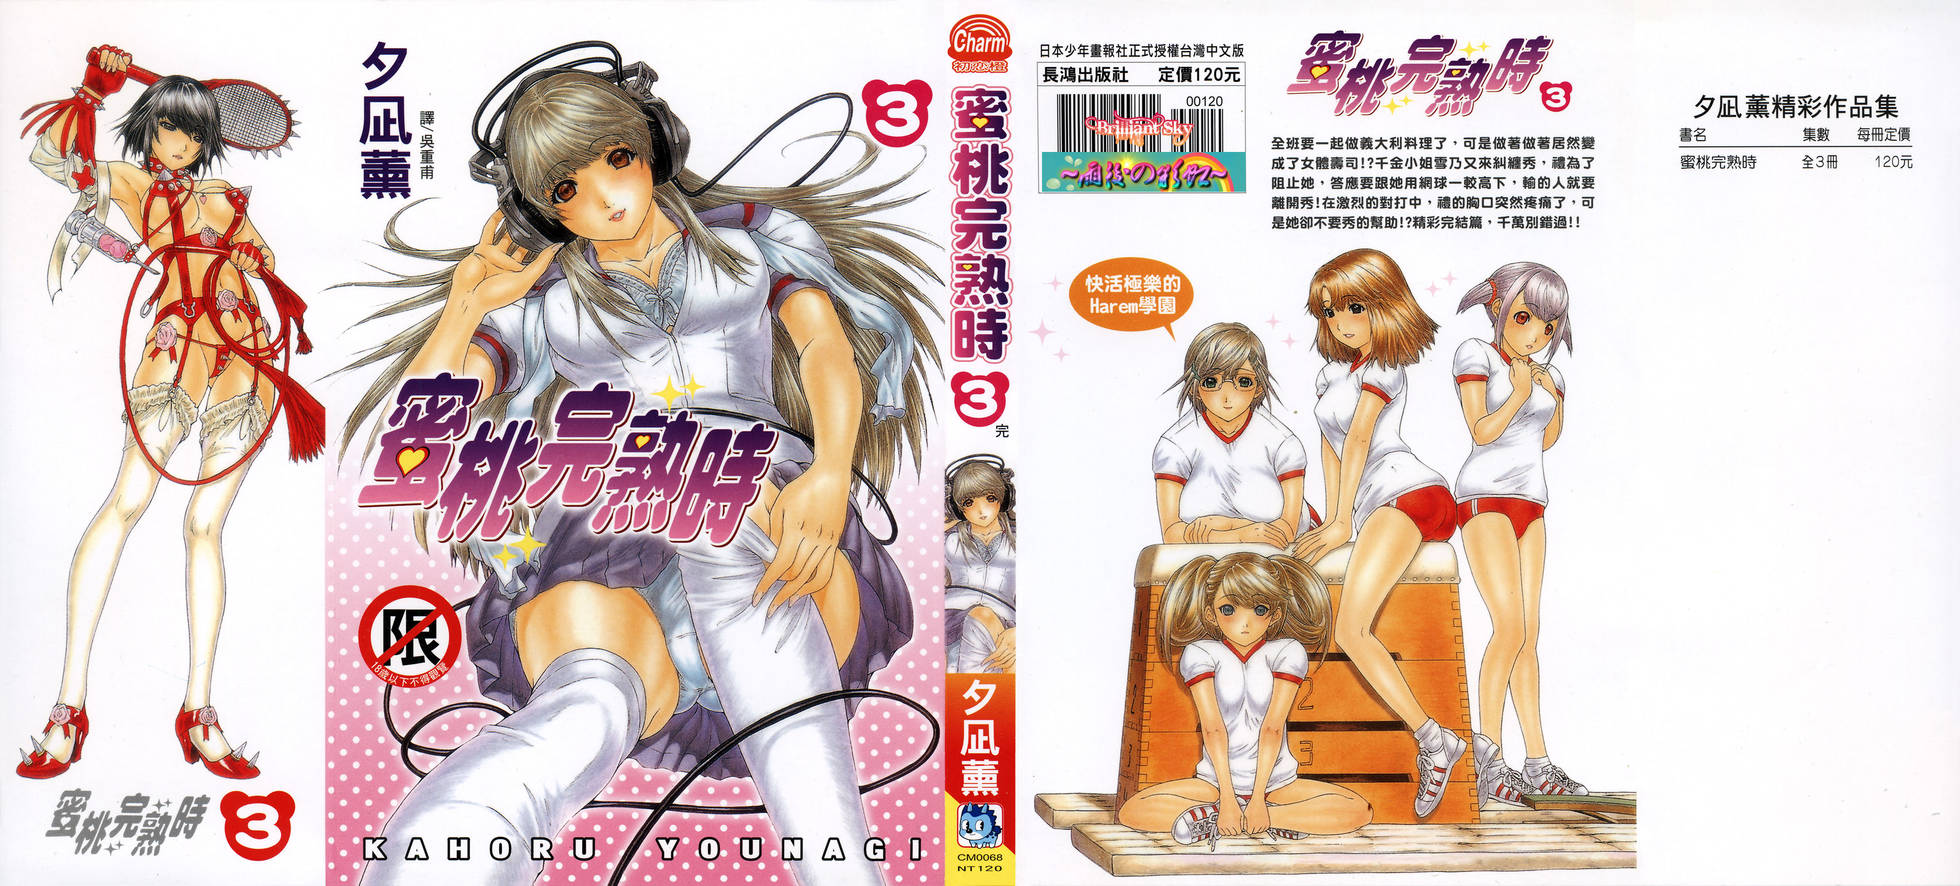 蜜桃完熟時
3
夕凪薰
譯/吳重甫
3
蜜桃完熟時
限
18歲以下不得觀覽
KAHORU YOUNAGI
Charm
蜜桃完熟時
3
完
夕凪薰
CM0068
NT120
日本少年畫報社正式授權台灣中文版
長鴻出版社 定價120元
00120
Brilliant Sky
~雨後の彩虹~
蜜桃完熟時 3
全班要一起做義大利料理了，可是做著做著居然變
成了女體壽司!?千金小姐雪乃又來糾纏秀，禮為了
阻止她，答應要跟她用網球一較高下，輸的人就要
離開秀!在激烈的對打中，禮的胸口突然疼痛了，可
是她卻不要秀的幫助!?精彩完結篇，千萬別錯過!!
快活極樂的
Harem學園
2
3
夕凪薰精彩作品集
書名 集數 每冊定價
蜜桃完熟時 全3冊 120元